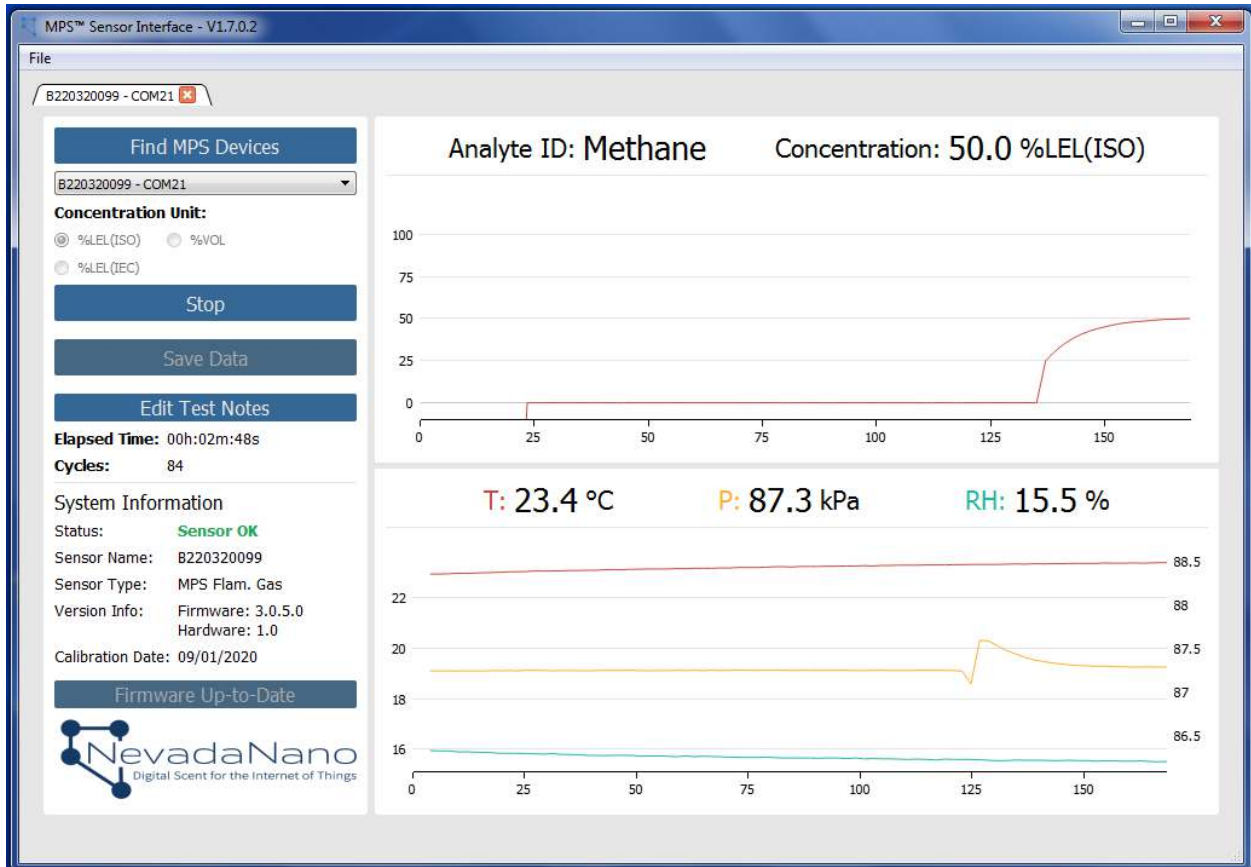 MPS™ Sensor Interface - V1.7.0.2
File
B220320099 - COM21
Find MPS Devices
B220320099 - COM21
Concentration Unit:
%LEL(ISO) %VOL
%LEL(IEC)
Stop
Save Data
Edit Test Notes
Elapsed Time: 00h:02m:48s
Cycles: 84
System Information
Status: Sensor OK
Sensor Name: B220320099
Sensor Type: MPS Flam. Gas
Version Info: Firmware: 3.0.5.0
Hardware: 1.0
Calibration Date: 09/01/2020
Firmware Up-to-Date
NevadaNano
Digital Scent for the Internet of Things
Analyte ID: Methane Concentration: 50.0 %LEL(ISO)
100
75
50
25
0
0 25 50 75 100 125 150
T: 23.4 °C P: 87.3 kPa RH: 15.5 %
88.5
22 88
20 87.5
18 87
16 86.5
0 25 50 75 100 125 150